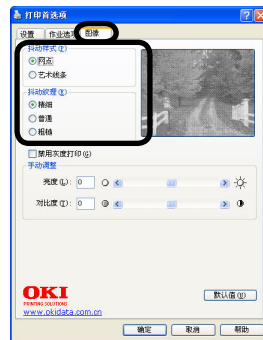 打印首选项
设置 作业选项 图像
抖动样式(P)
网点
艺术线条
抖动纹理(R)
精细
普通
粗糙
禁用灰度打印(G)
手动调整
亮度(L): 0
对比度(T): 0
OKI
PRINTING SOLUTIONS
www.okidata.com.cn
默认值(U)
确定 取消 帮助